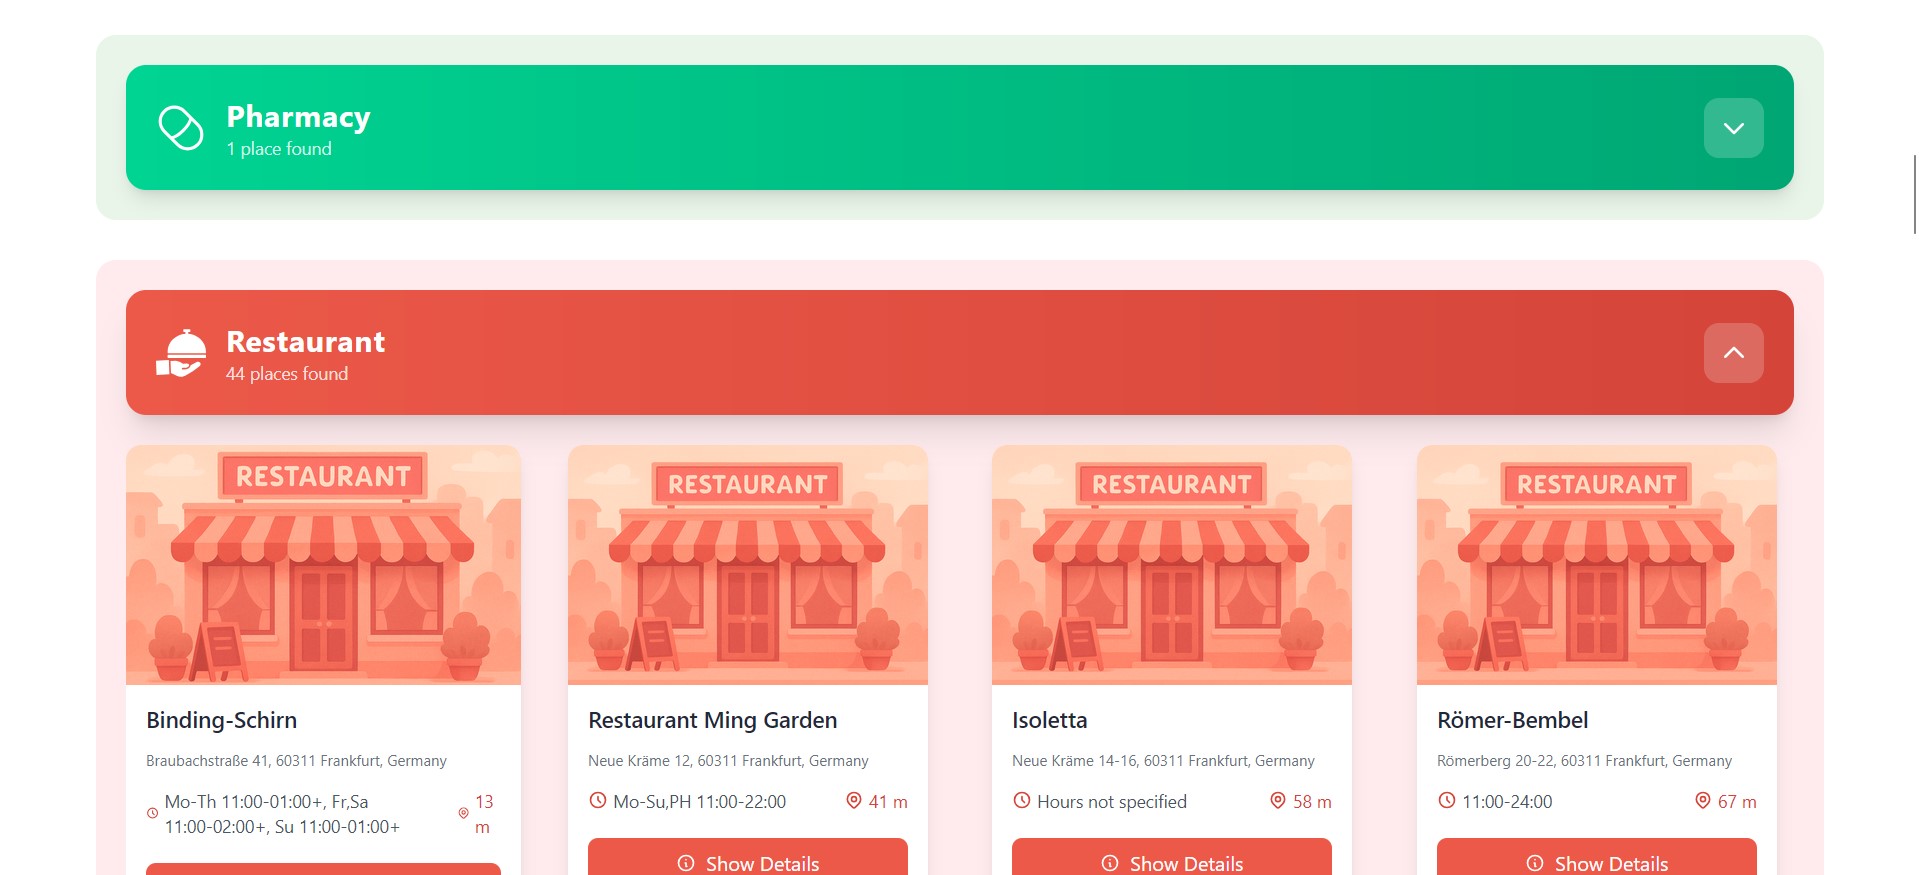 Pharmacy
1 place found
Restaurant
44 places found
RESTAURANT
RESTAURANT
RESTAURANT
RESTAURANT
Binding-Schirn
Braubachstraße 41, 60311 Frankfurt, Germany
Mo-Th 11:00-01:00+, Fr,Sa
11:00-02:00+, Su 11:00-01:00+
13
m
Restaurant Ming Garden
Neue Kräme 12, 60311 Frankfurt, Germany
Mo-Su,PH 11:00-22:00
41 m
Show Details
Isoletta
Neue Kräme 14-16, 60311 Frankfurt, Germany
Hours not specified
58 m
Show Details
Römer-Bembel
Römerberg 20-22, 60311 Frankfurt, Germany
11:00-24:00
67 m
Show Details